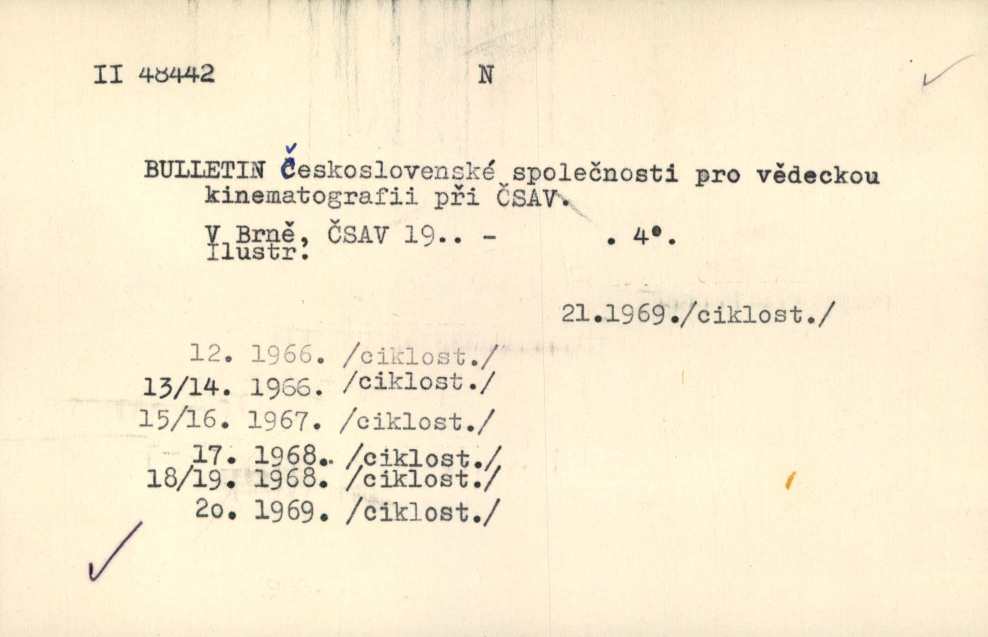 II 48442 N
BULLETIN Československé společnosti pro vědeckou
kinematografii při ČSAV.
V Brně, ČSAV 19.. - . 4°.
Ilustr.
21.1969./ciklost./
12. 1966. /ciklost./
13/14. 1966. /ciklost./
15/16. 1967. /ciklost./
17. 1968.. /ciklost./
18/19. 1968. /ciklost./
2o. 1969. /ciklost./